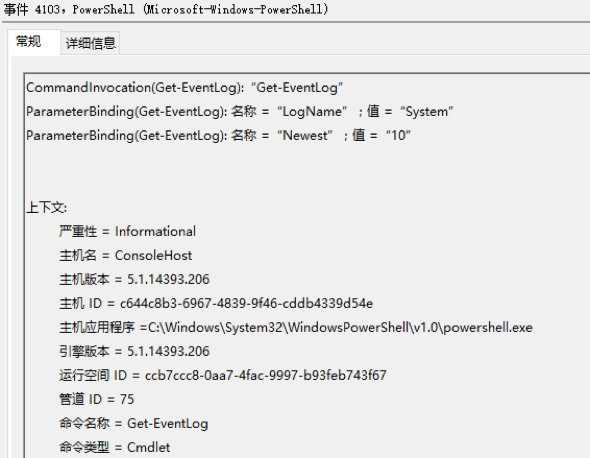 事件 4103，PowerShell (Microsoft-Windows-PowerShell)
常规 详细信息
CommandInvocation(Get-EventLog): “Get-EventLog”
ParameterBinding(Get-EventLog): 名称 = “LogName” ；值 = “System”
ParameterBinding(Get-EventLog): 名称 = “Newest” ；值 = “10”
上下文:
严重性 = Informational
主机名 = ConsoleHost
主机版本 = 5.1.14393.206
主机 ID = c644c8b3-6967-4839-9f46-cddb4339d54e
主机应用程序 =C:\Windows\System32\WindowsPowerShell\v1.0\powershell.exe
引擎版本 = 5.1.14393.206
运行空间 ID = ccb7ccc8-0aa7-4fac-9997-b93feb743f67
管道 ID = 75
命令名称 = Get-EventLog
命令类型 = Cmdlet